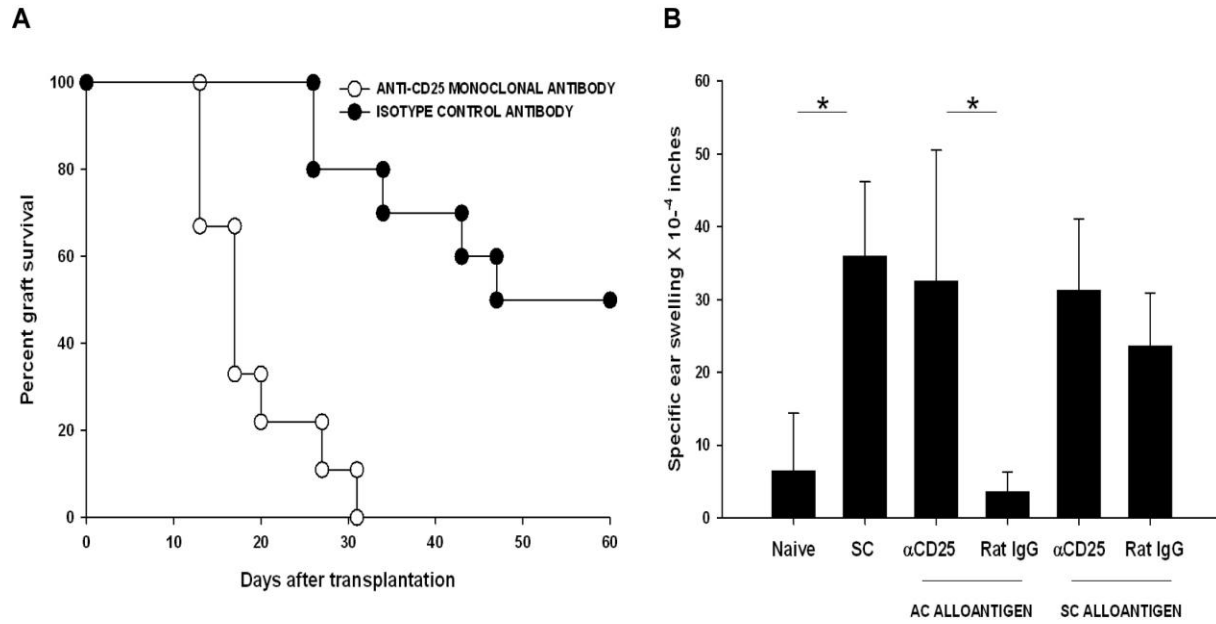 A
B
Percent graft survival
100
80
60
40
20
0
ANTI-CD25 MONOCLONAL ANTIBODY
ISOTYPE CONTROL ANTIBODY
0 10 20 30 40 50 60
Days after transplantation
Specific ear swelling X 10-⁴ inches
60
50
40
30
20
10
0
* *
Naive SC αCD25 Rat IgG αCD25 Rat IgG
AC ALLOANTIGEN SC ALLOANTIGEN